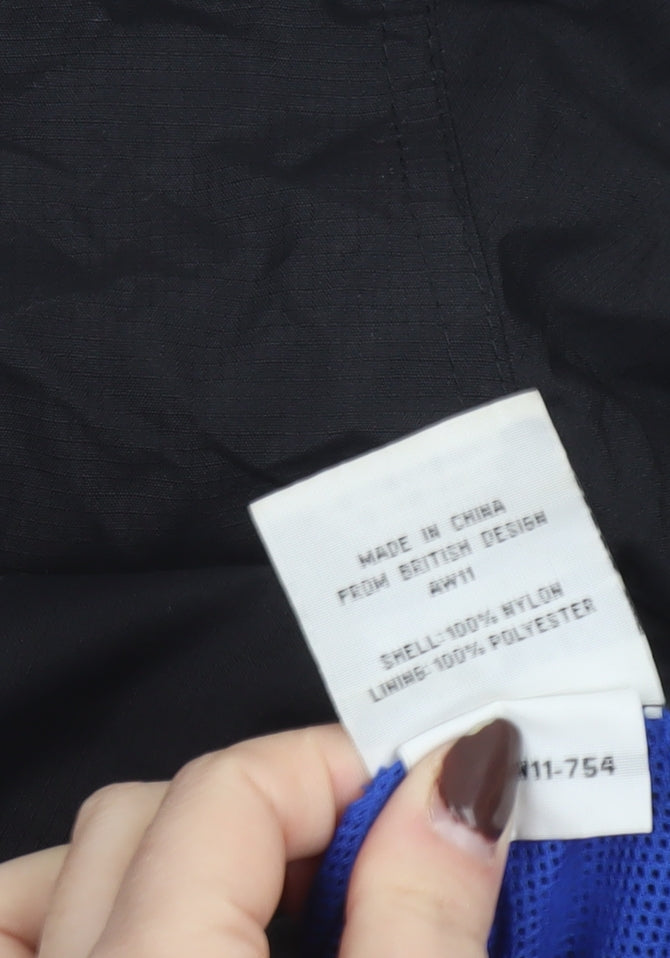 MADE IN CHINA
FROM BRITISH DESIGN
AW11
SHELL:100% NYLON
LINING:100% POLYESTER
W11-754